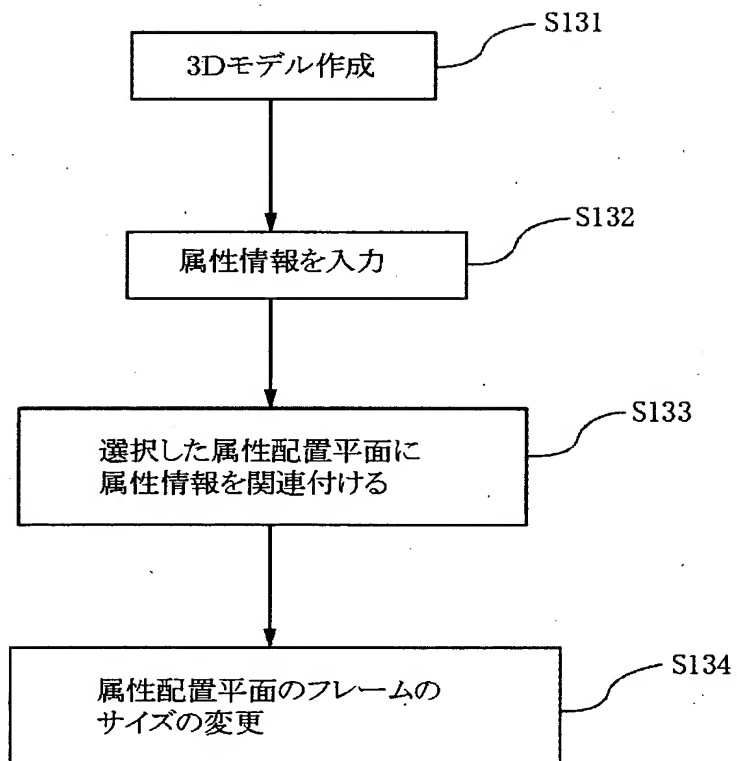 S131
3Dモデル作成
S132
属性情報を入力
S133
選択した属性配置平面に
属性情報を関連付ける
S134
属性配置平面のフレームの
サイズの変更